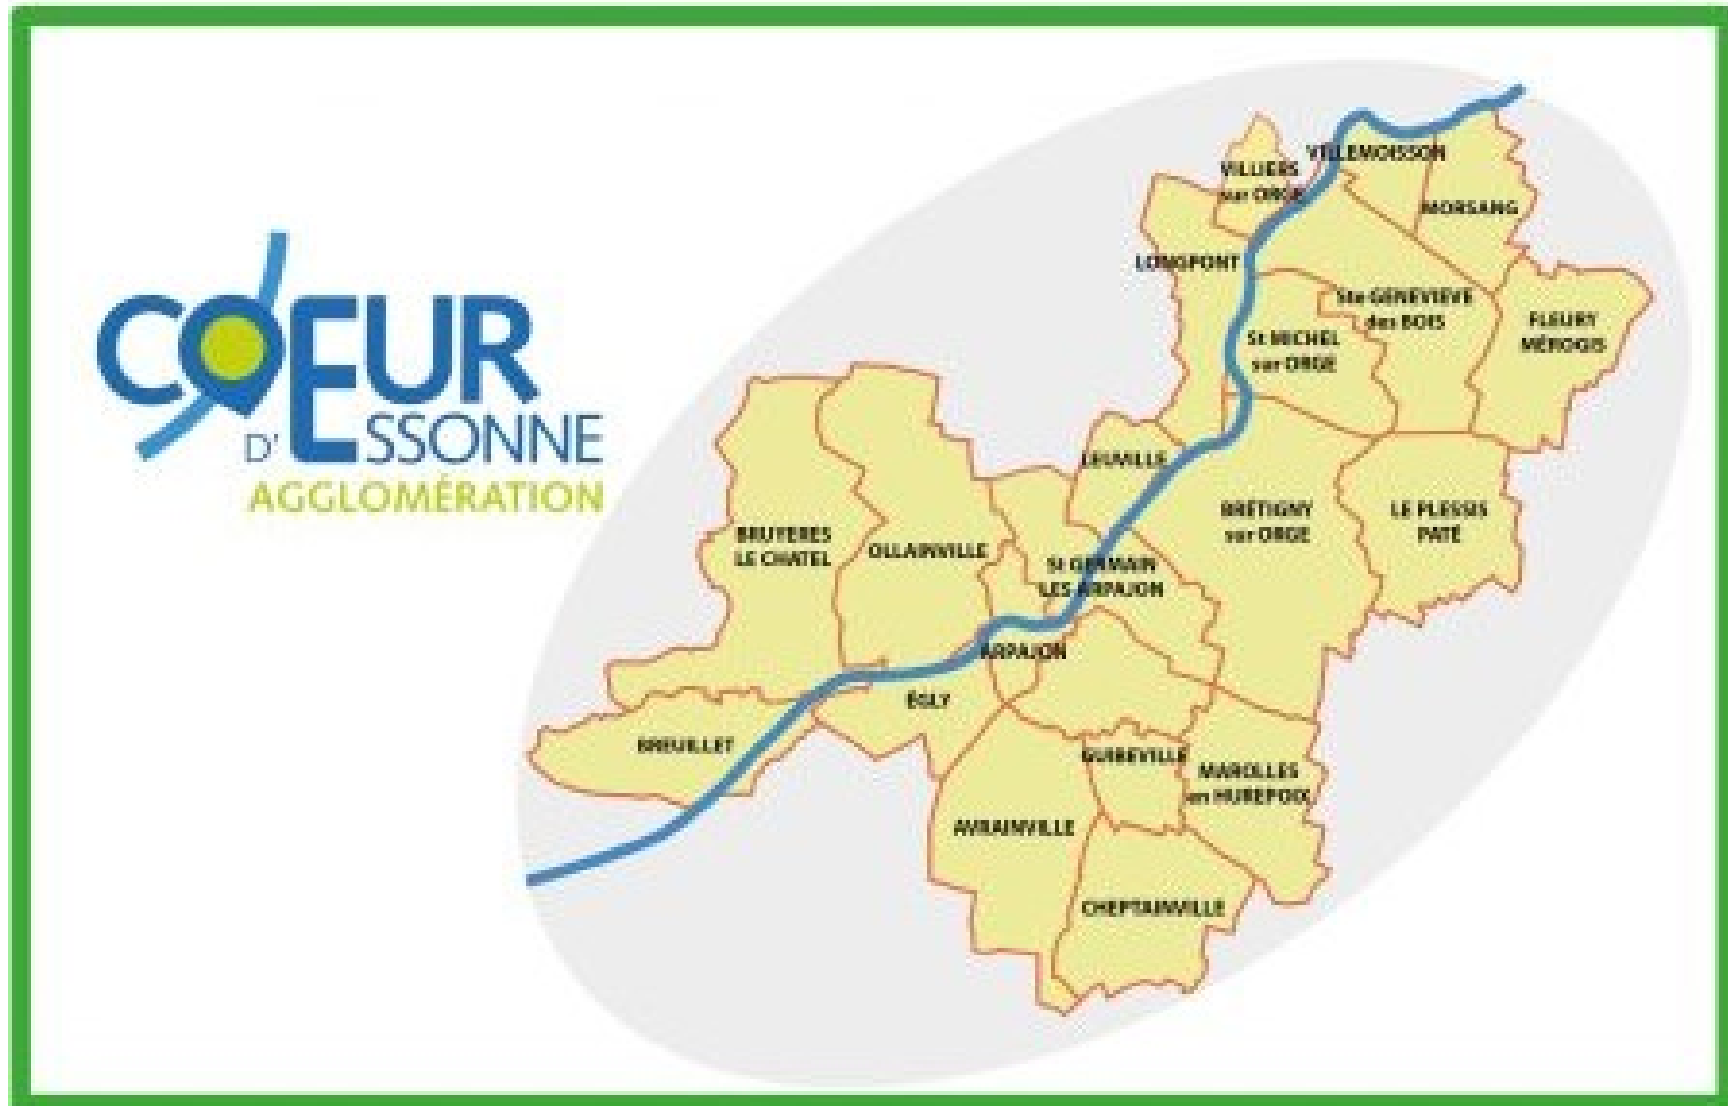 COEUR
D'ESSONNE
AGGLOMÉRATION
VILLEMOISSON
VILLIERS
sur ORGE
MORSANG
LONGPONT
Ste GENEVIEVE
des BOIS
FLEURY
MÉROGIS
St MICHEL
sur ORGE
LEUVILLE
BRÉTIGNY
sur ORGE
LE PLESSIS
PATÉ
BRUYERES
LE CHATEL
OLLAINVILLE
St GERMAIN
LES ARPAJON
ARPAJON
ÉGLY
BREUILLET
GUIBEVILLE
MAROLLES
en HUREPOIX
AVRAINVILLE
CHEPTAINVILLE